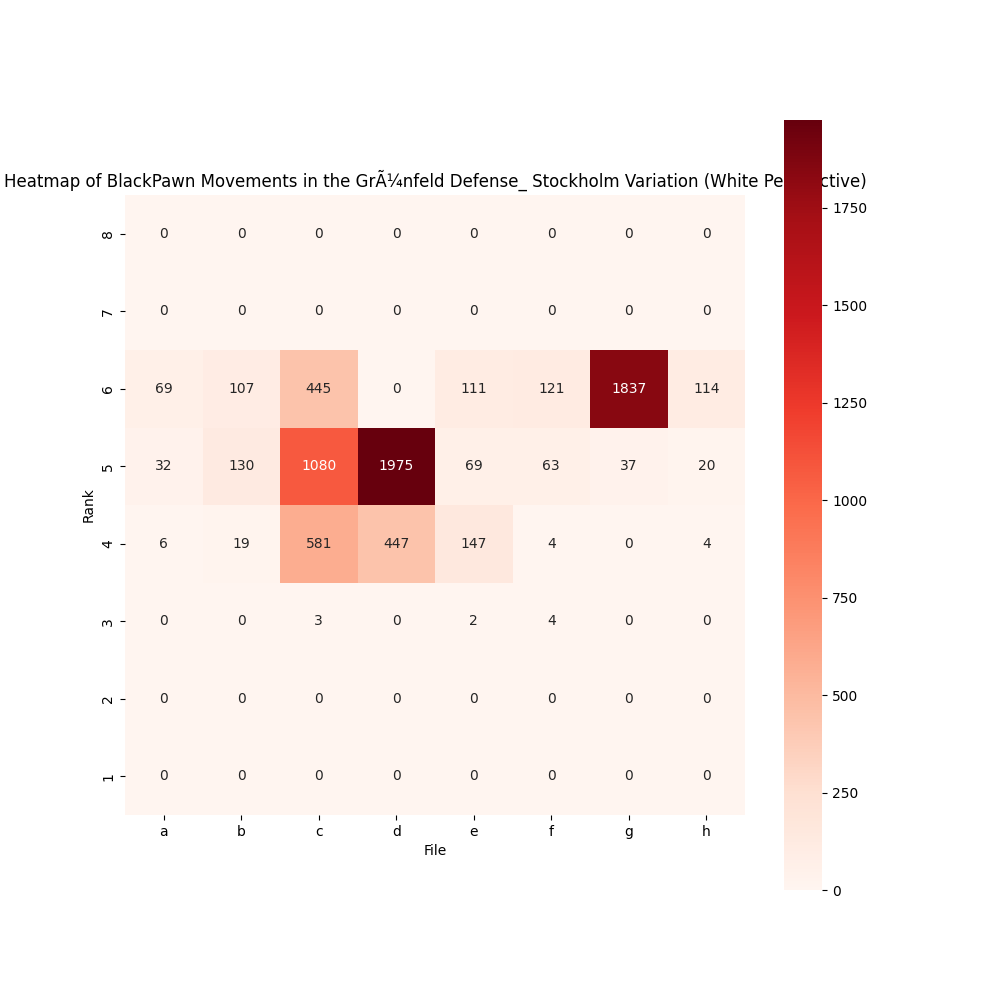 Heatmap of BlackPawn Movements in the GrÃ¼nfeld Defense_ Stockholm Variation (White Pe ctive)
8 0 0 0 0 0 0 0 0
7 0 0 0 0 0 0 0 0
6 69 107 445 0 111 121 1837 114
5 32 130 1080 1975 69 63 37 20
4 6 19 581 447 147 4 0 4
3 0 0 3 0 2 4 0 0
2 0 0 0 0 0 0 0 0
1 0 0 0 0 0 0 0 0
a b c d e f g h
File
Rank
1750
1500
1250
1000
750
500
250
0